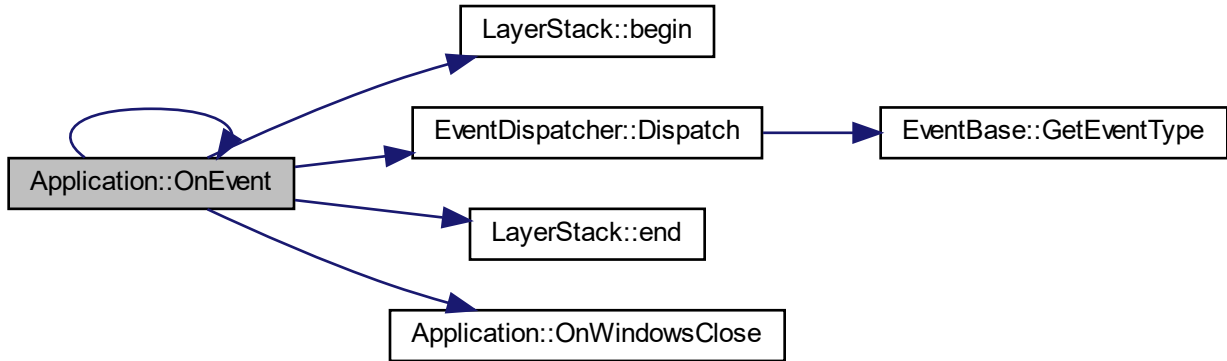 LayerStack::begin
EventDispatcher::Dispatch
EventBase::GetEventType
Application::OnEvent
LayerStack::end
Application::OnWindowsClose